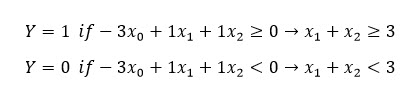 Y = 1 if − 3x₀ + 1x₁ + 1x₂ ≥ 0 → x₁ + x₂ ≥ 3
Y = 0 if − 3x₀ + 1x₁ + 1x₂ < 0 → x₁ + x₂ < 3